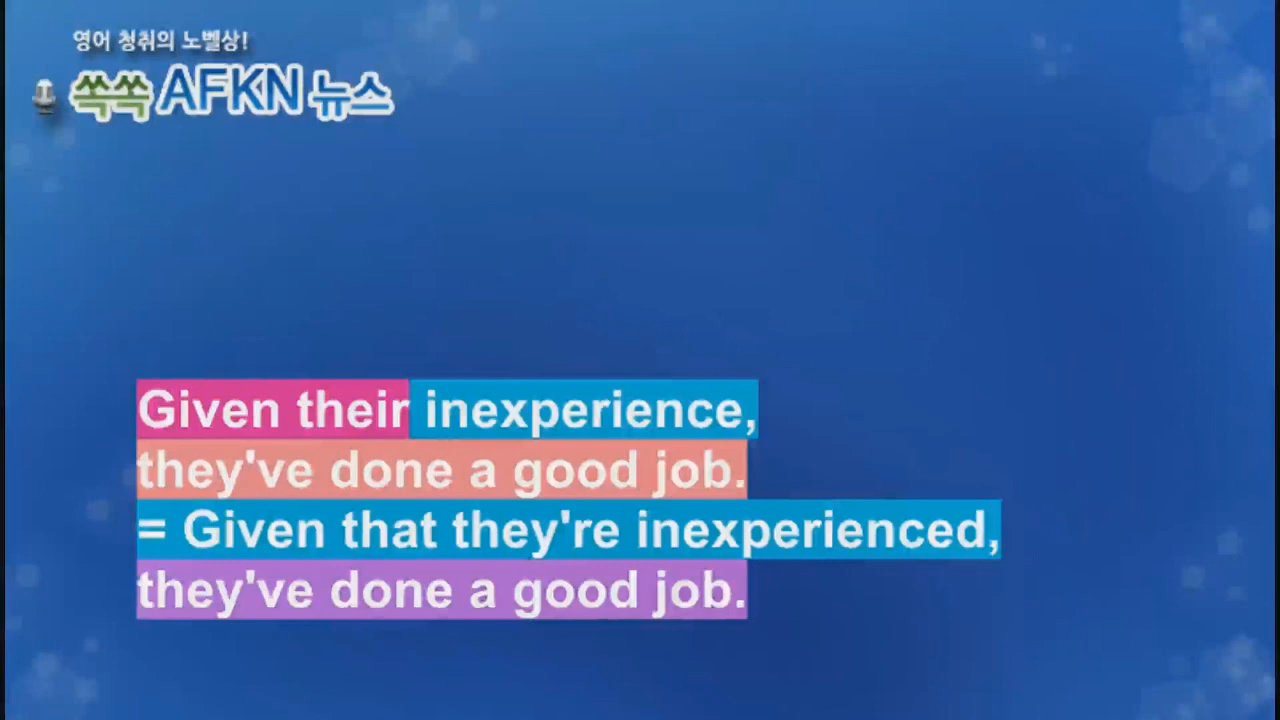 영어 청취의 노벨상!
쏙쏙 AFKN 뉴스
Given their inexperience,
they've done a good job.
= Given that they're inexperienced,
they've done a good job.